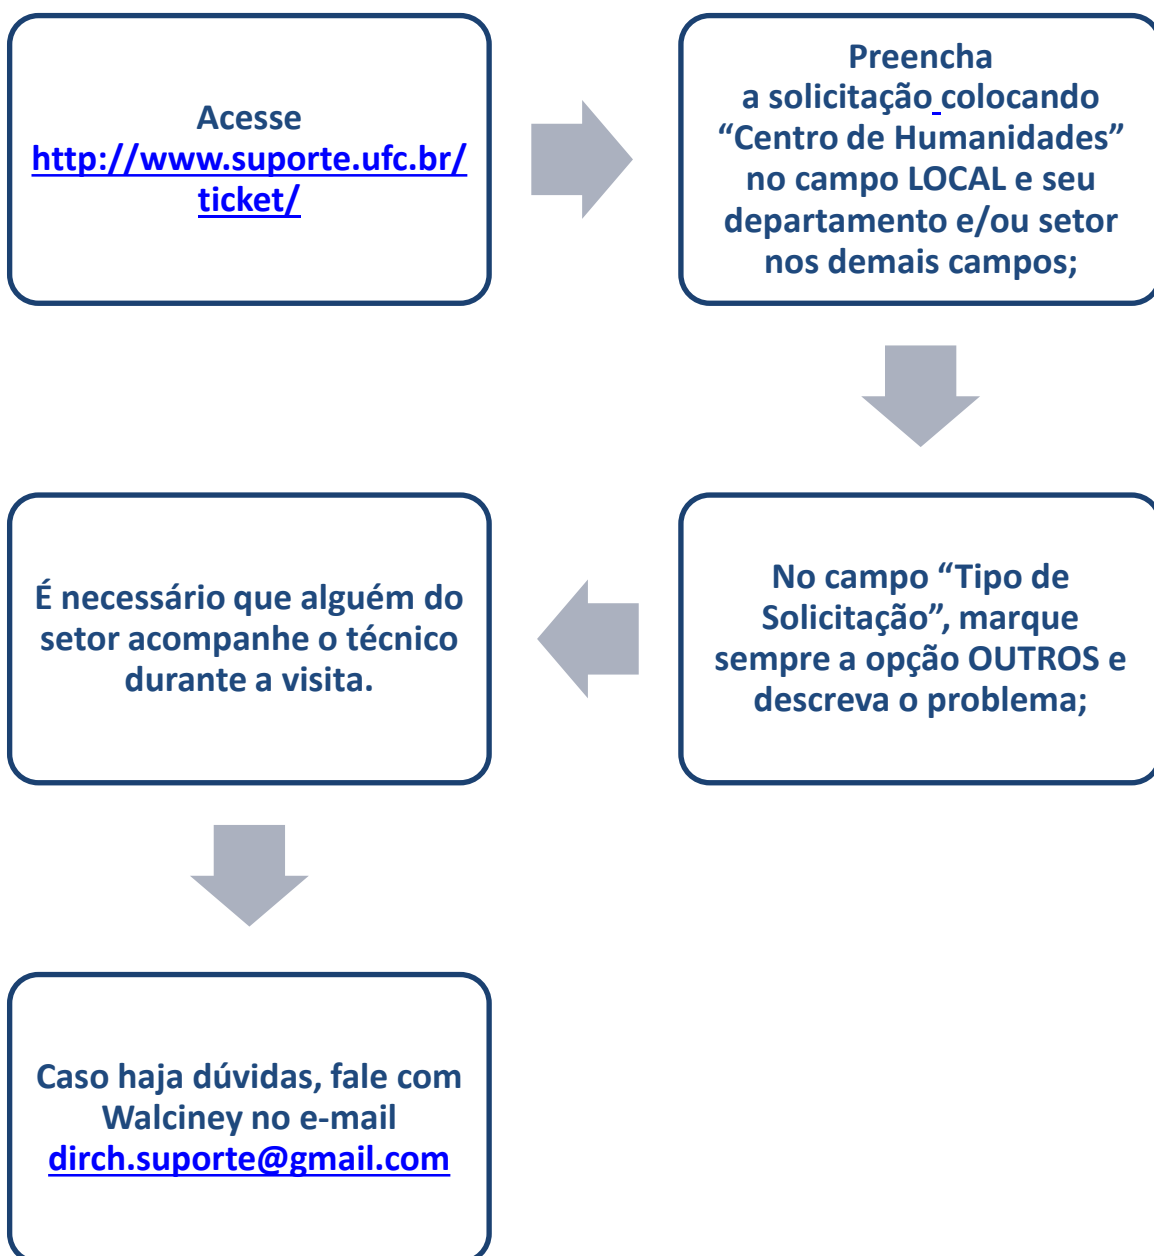 Acesse
http://www.suporte.ufc.br/
ticket/
Preencha
a solicitação colocando
“Centro de Humanidades”
no campo LOCAL e seu
departamento e/ou setor
nos demais campos;
No campo “Tipo de
Solicitação”, marque
sempre a opção OUTROS e
descreva o problema;
É necessário que alguém do
setor acompanhe o técnico
durante a visita.
Caso haja dúvidas, fale com
Walciney no e-mail
dirch.suporte@gmail.com